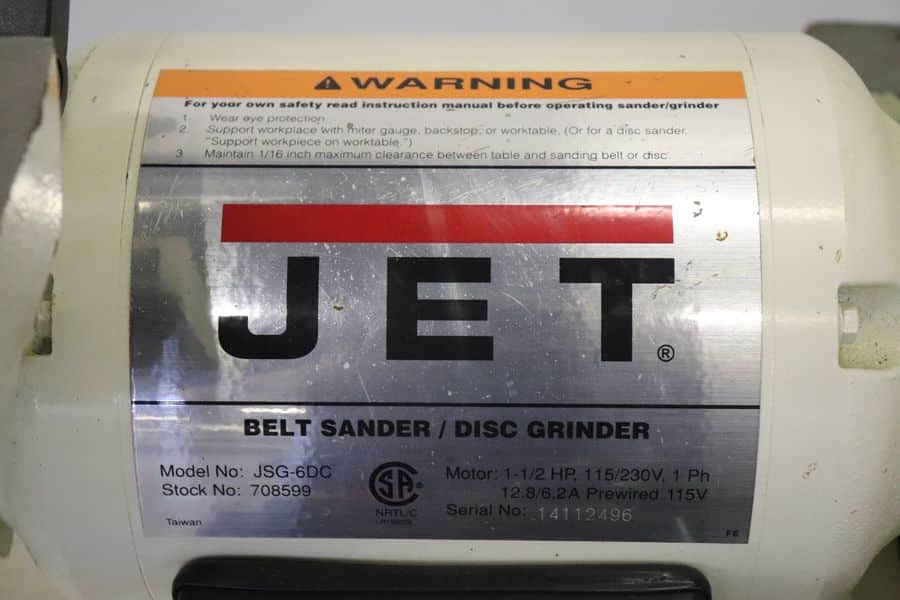 WARNING
For your own safety read instruction manual before operating sander/grinder
1. Wear eye protection
2. Support workplace with miter gauge, backstop, or worktable. (Or for a disc sander,
"Support workpiece on worktable.")
3. Maintain 1/16 inch maximum clearance between table and sanding belt or disc.
JET®
BELT SANDER / DISC GRINDER
Model No: JSG-6DC
Stock No: 708599
Taiwan
SA®
NRTL/C
Motor: 1-1/2 HP, 115/230V, 1 Ph
12.8/6.2A Prewired 115V
Serial No: 14112496
FE